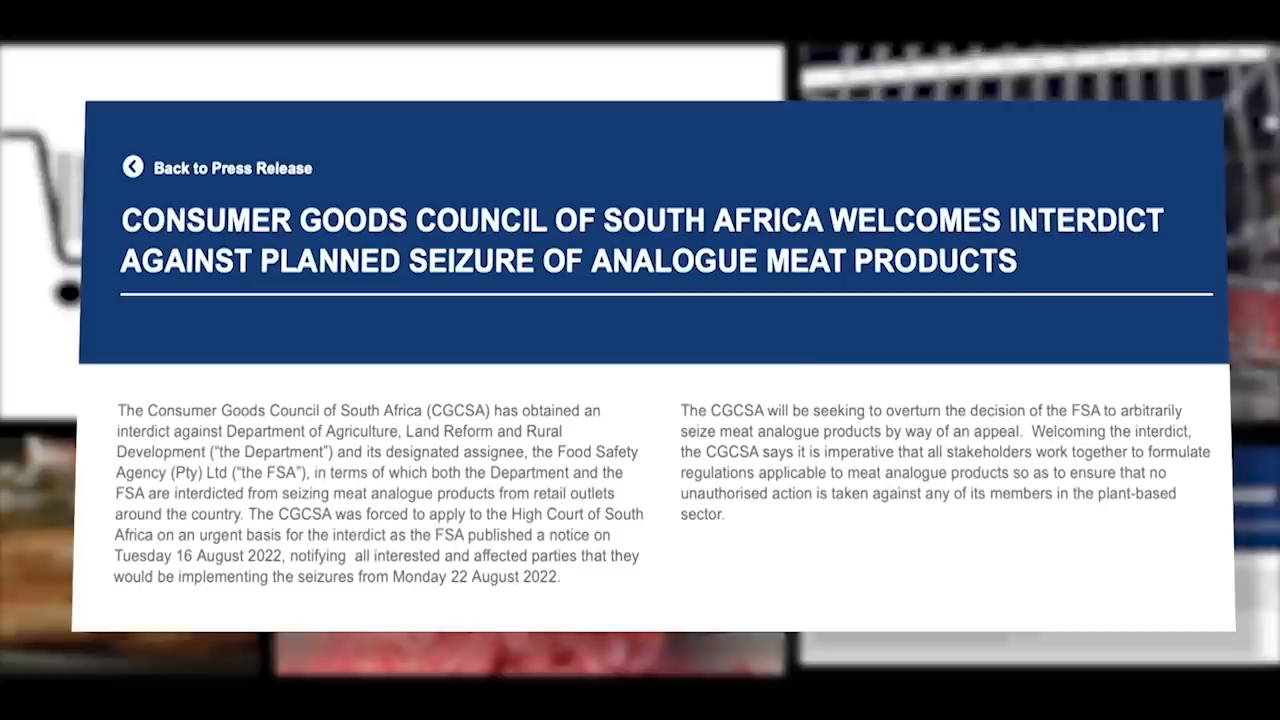 Back to Press Release
CONSUMER GOODS COUNCIL OF SOUTH AFRICA WELCOMES INTERDICT
AGAINST PLANNED SEIZURE OF ANALOGUE MEAT PRODUCTS
The Consumer Goods Council of South Africa (CGCSA) has obtained an
interdict against Department of Agriculture, Land Reform and Rural
Development (“the Department”) and its designated assignee, the Food Safety
Agency (Pty) Ltd (“the FSA”), in terms of which both the Department and the
FSA are interdicted from seizing meat analogue products from retail outlets
around the country. The CGCSA was forced to apply to the High Court of South
Africa on an urgent basis for the interdict as the FSA published a notice on
Tuesday 16 August 2022, notifying  all interested and affected parties that they
would be implementing the seizures from Monday 22 August 2022.
The CGCSA will be seeking to overturn the decision of the FSA to arbitrarily
seize meat analogue products by way of an appeal.  Welcoming the interdict,
the CGCSA says it is imperative that all stakeholders work together to formulate
regulations applicable to meat analogue products so as to ensure that no
unauthorised action is taken against any of its members in the plant-based
sector.